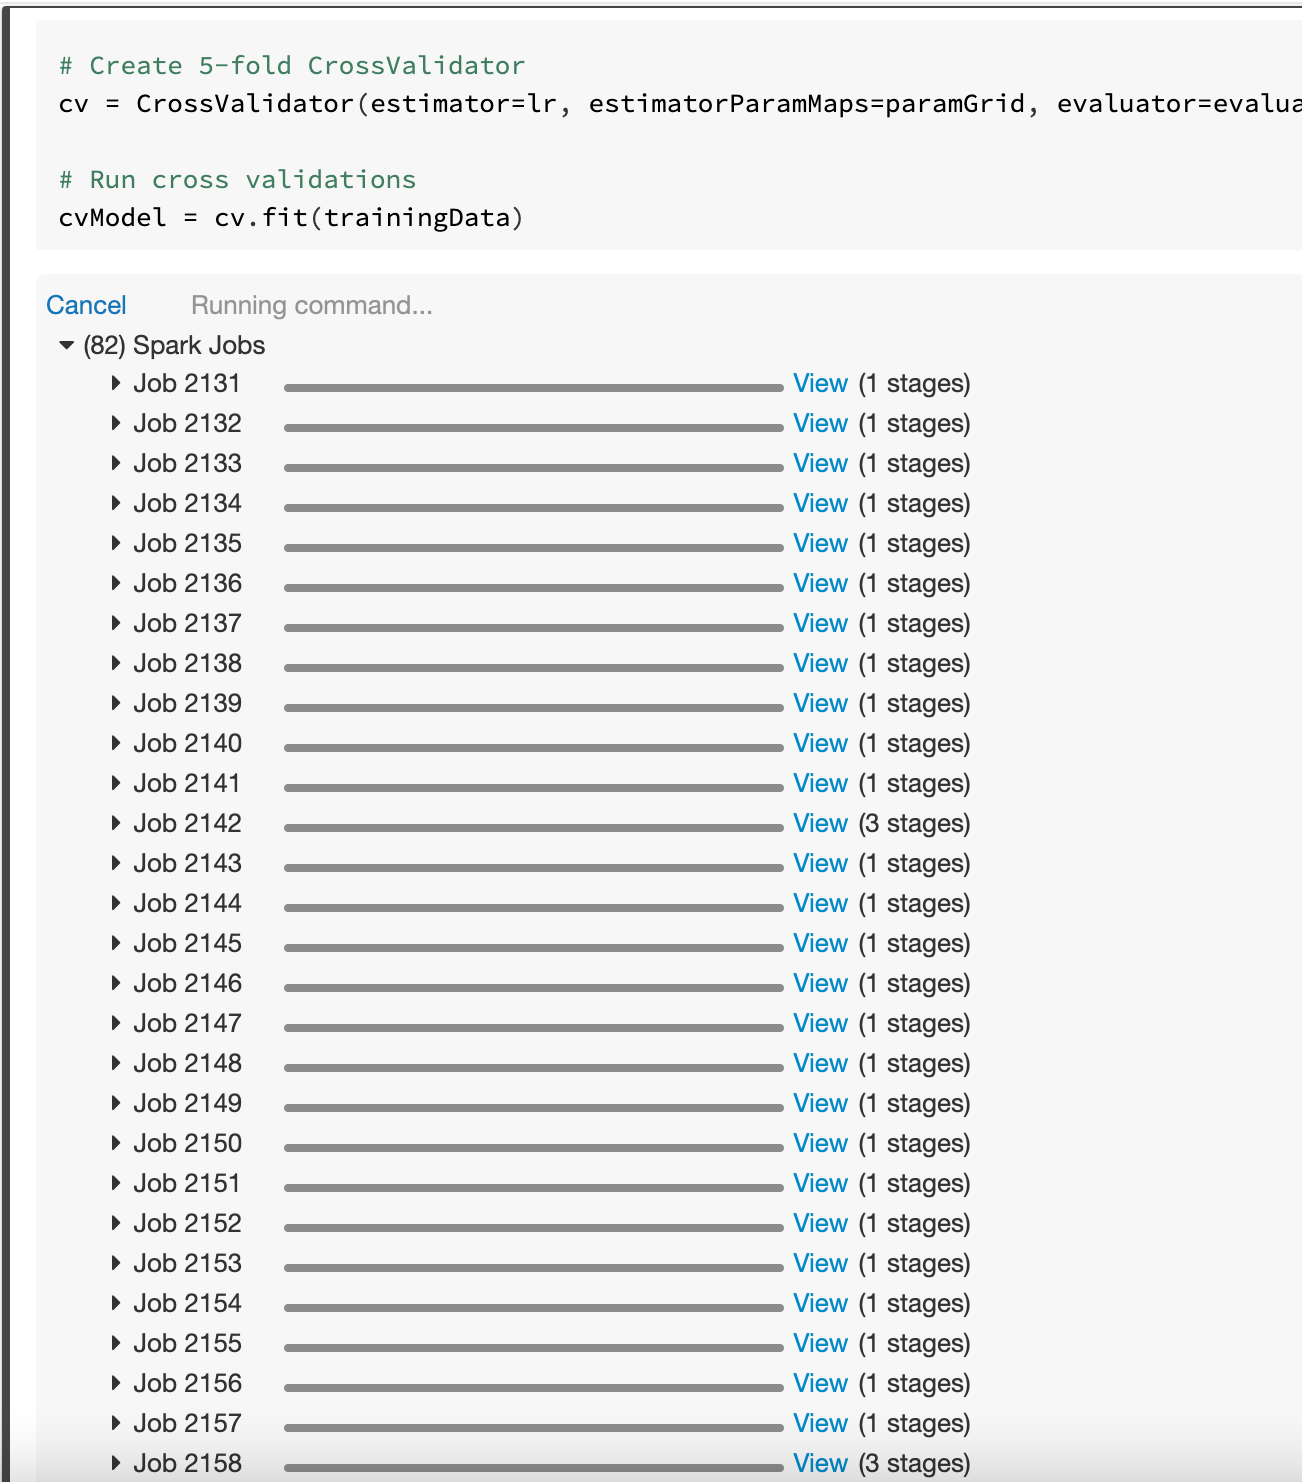 # Create 5-fold CrossValidator
cv = CrossValidator(estimator=lr, estimatorParamMaps=paramGrid, evaluator=evalua
# Run cross validations
cvModel = cv.fit(trainingData)
Cancel Running command...
(82) Spark Jobs
Job 2131 View (1 stages)
Job 2132 View (1 stages)
Job 2133 View (1 stages)
Job 2134 View (1 stages)
Job 2135 View (1 stages)
Job 2136 View (1 stages)
Job 2137 View (1 stages)
Job 2138 View (1 stages)
Job 2139 View (1 stages)
Job 2140 View (1 stages)
Job 2141 View (1 stages)
Job 2142 View (3 stages)
Job 2143 View (1 stages)
Job 2144 View (1 stages)
Job 2145 View (1 stages)
Job 2146 View (1 stages)
Job 2147 View (1 stages)
Job 2148 View (1 stages)
Job 2149 View (1 stages)
Job 2150 View (1 stages)
Job 2151 View (1 stages)
Job 2152 View (1 stages)
Job 2153 View (1 stages)
Job 2154 View (1 stages)
Job 2155 View (1 stages)
Job 2156 View (1 stages)
Job 2157 View (1 stages)
Job 2158 View (3 stages)